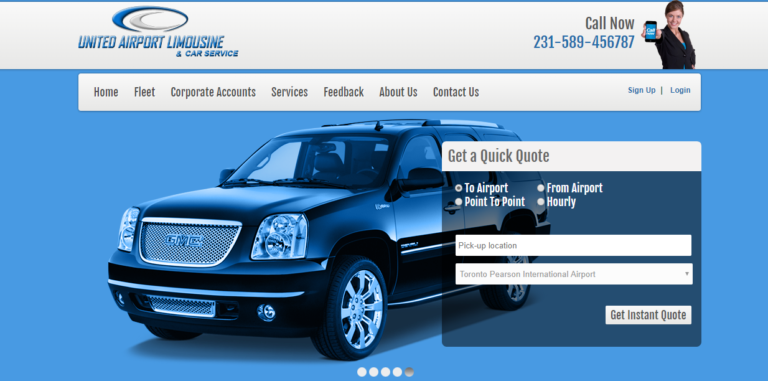 UNITED AIRPORT LIMOUSINE
& CAR SERVICE
Call Now
231-589-456787
Home Fleet Corporate Accounts Services Feedback About Us Contact Us
Sign Up | Login
Get a Quick Quote
To Airport From Airport
Point To Point Hourly
Pick-up location
Toronto Pearson International Airport
Get Instant Quote
GMC